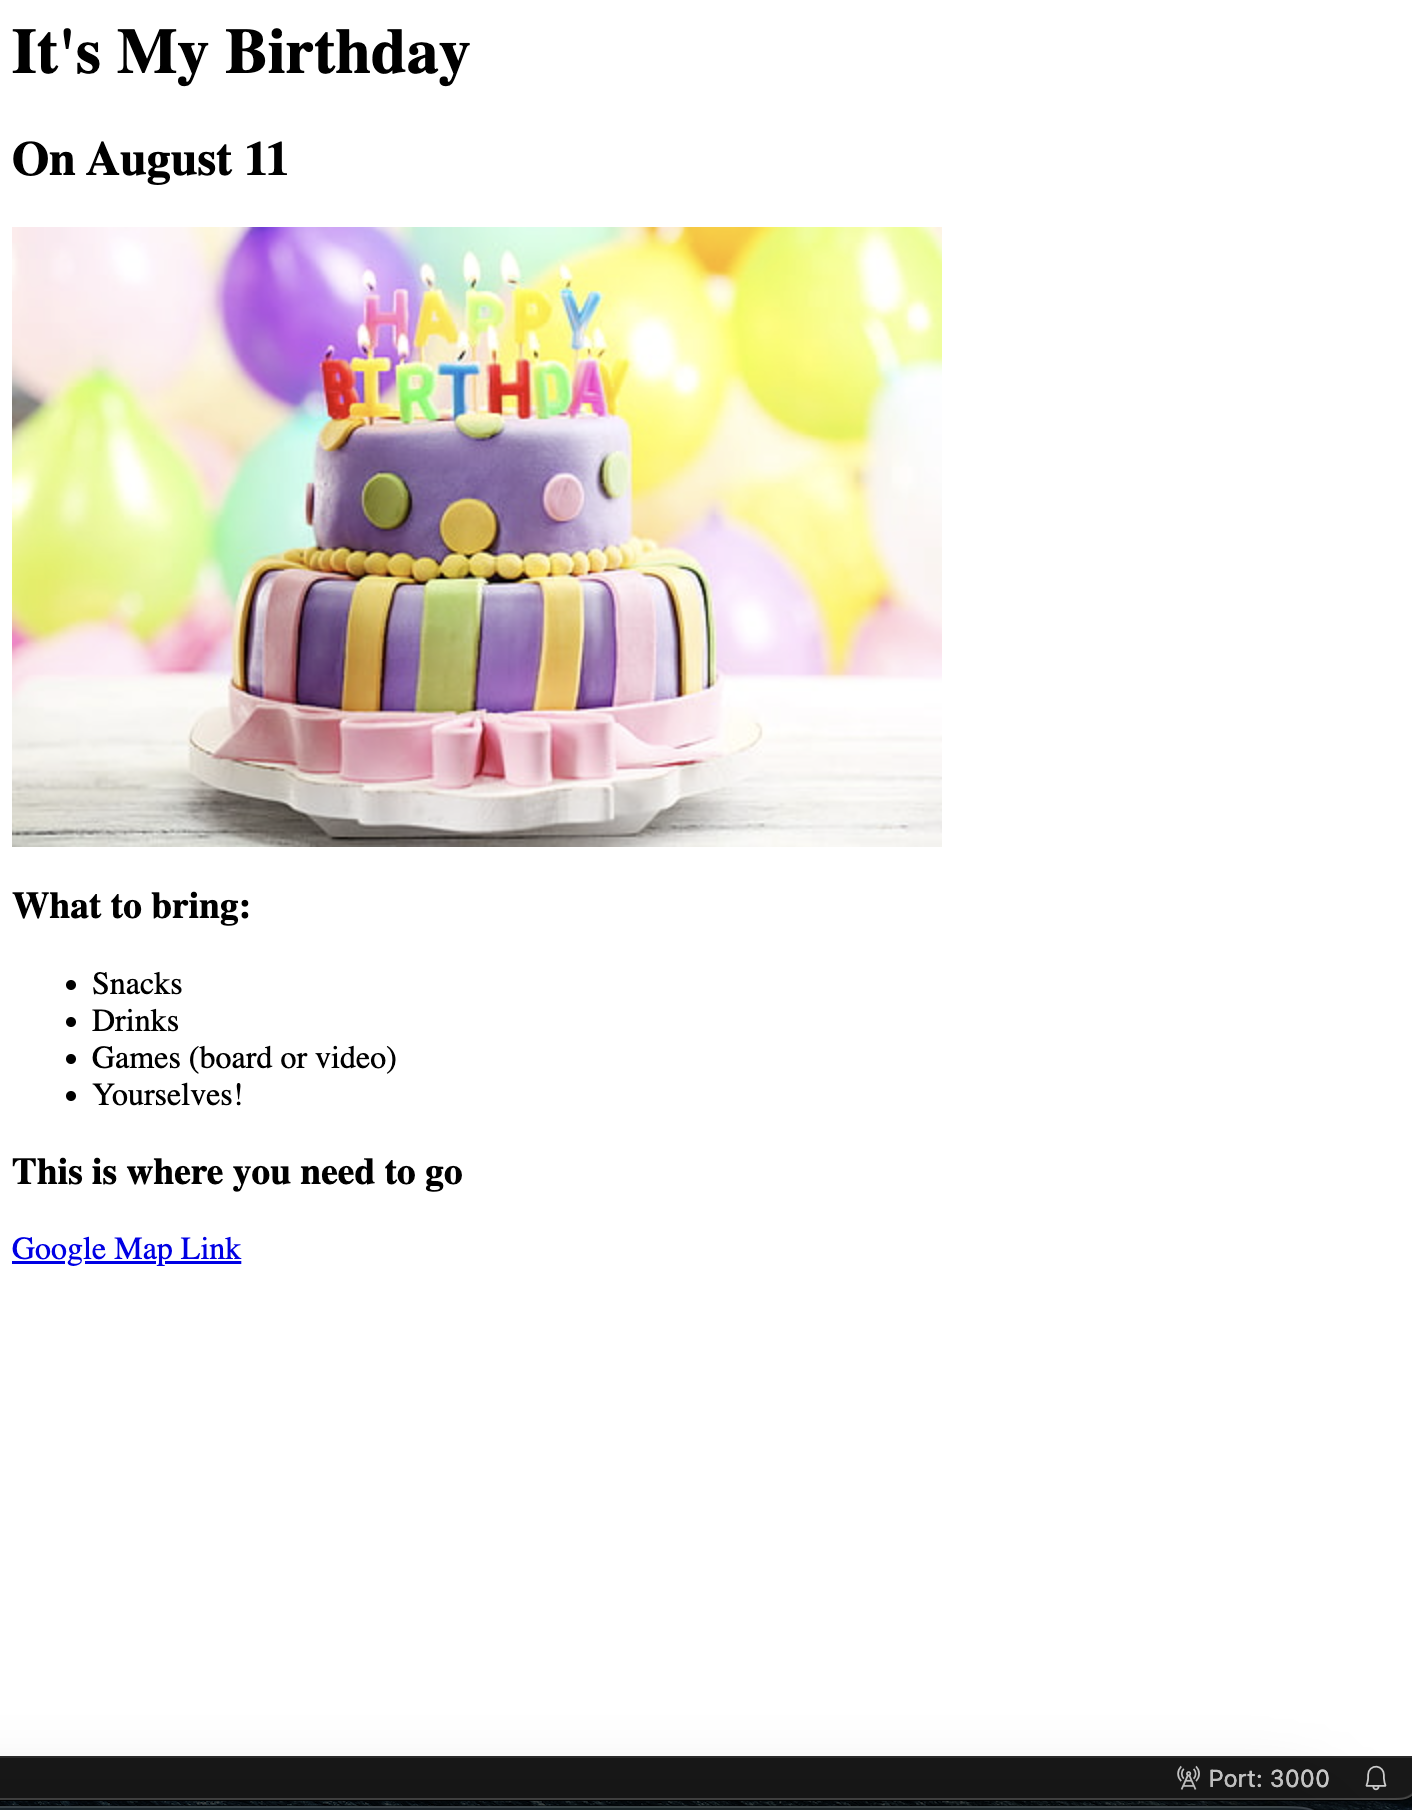 It's My Birthday
On August 11
HAPPY
BIRTHDAY
What to bring:
Snacks
Drinks
Games (board or video)
Yourselves!
This is where you need to go
Google Map Link
Port: 3000